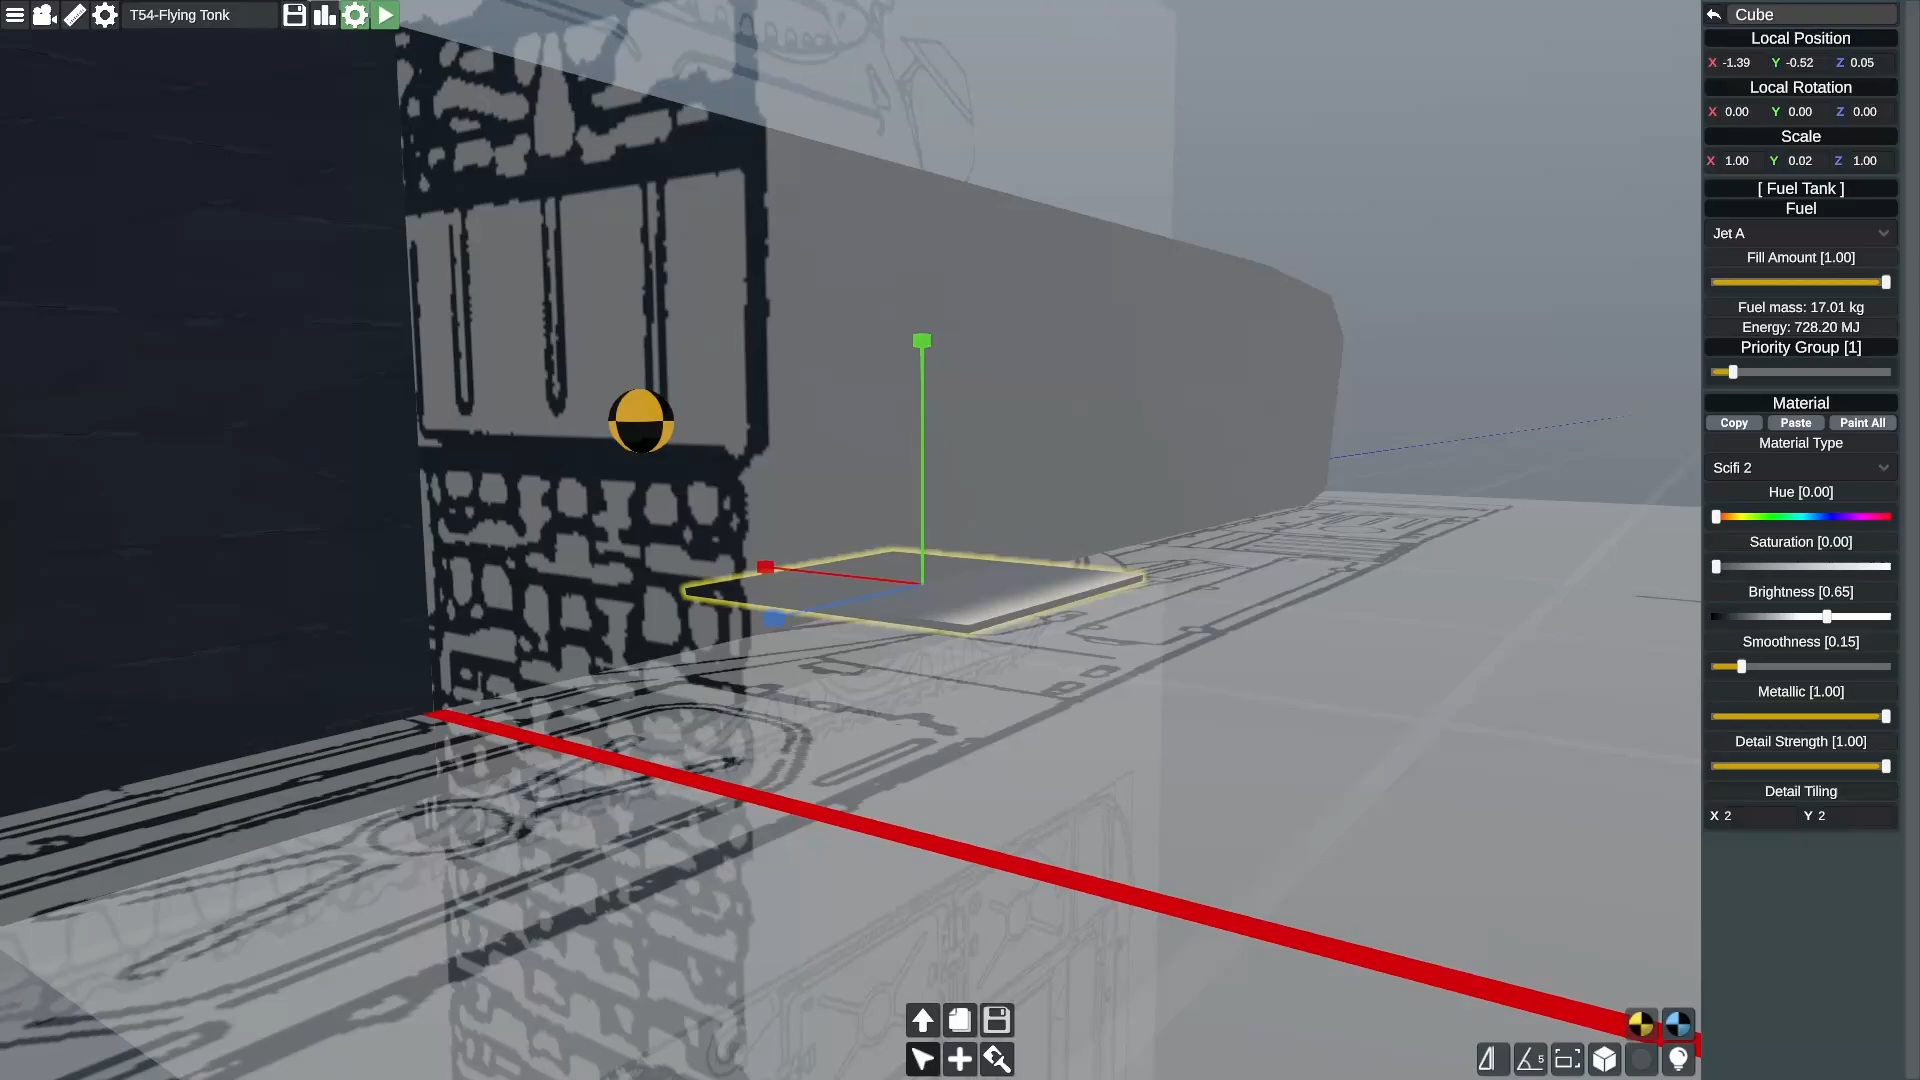 T54-Flying Tonk
Cube
Local Position
X -1.39 Y -0.52 Z 0.05
Local Rotation
X 0.00 Y 0.00 Z 0.00
Scale
X 1.00 Y 0.02 Z 1.00
[ Fuel Tank ]
Fuel
Jet A
Fill Amount [1.00]
Fuel mass: 17.01 kg
Energy: 728.20 MJ
Priority Group [1]
Material
Copy Paste Paint All
Material Type
Scifi 2
Hue [0.00]
Saturation [0.00]
Brightness [0.65]
Smoothness [0.15]
Metallic [1.00]
Detail Strength [1.00]
Detail Tiling
X 2 Y 2
5